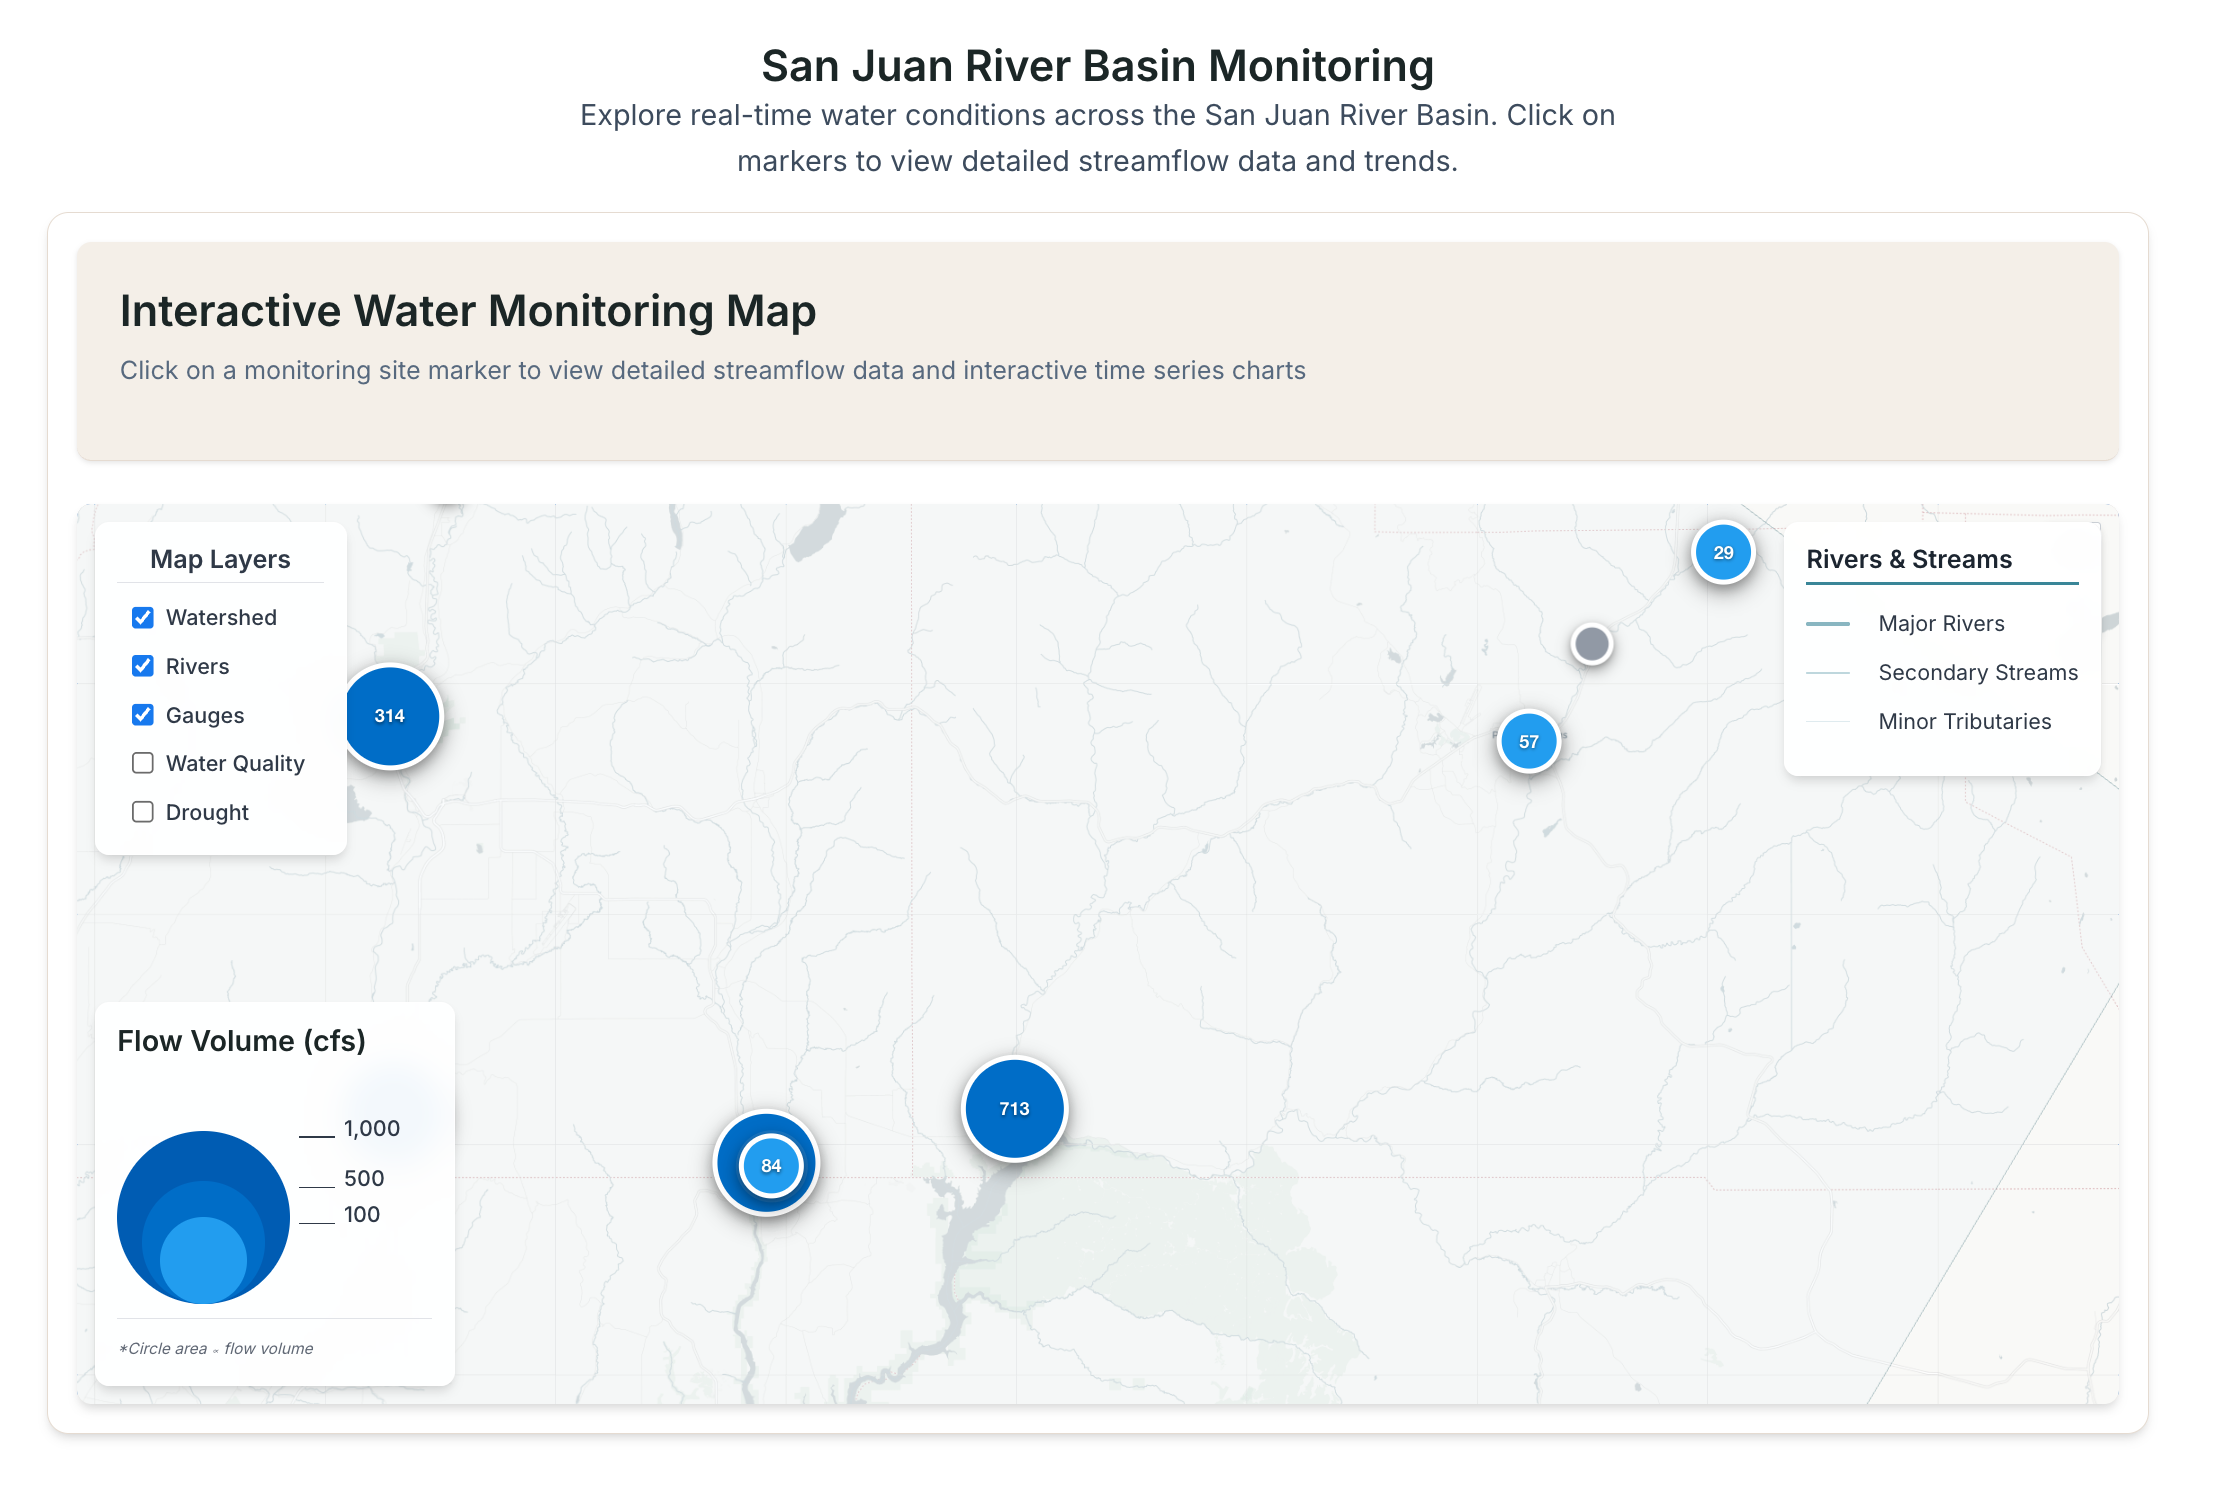 San Juan River Basin Monitoring
Explore real-time water conditions across the San Juan River Basin. Click on
markers to view detailed streamflow data and trends.
Interactive Water Monitoring Map
Click on a monitoring site marker to view detailed streamflow data and interactive time series charts
Map Layers
Watershed
Rivers
Gauges
Water Quality
Drought
314
29
57
Rivers & Streams
Major Rivers
Secondary Streams
Minor Tributaries
713
84
Flow Volume (cfs)
1,000
500
100
*Circle area ∝ flow volume